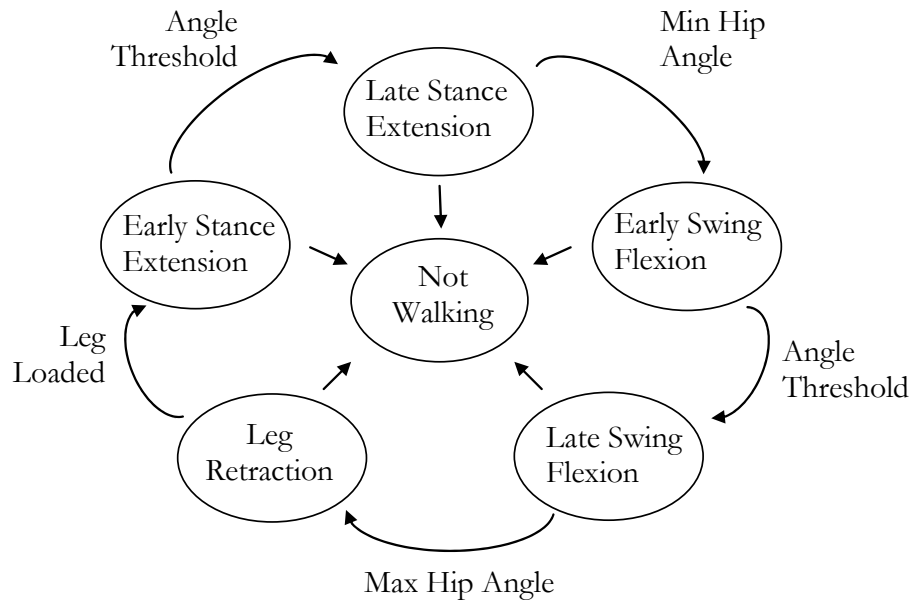 Angle
Threshold
Min Hip
Angle
Late Stance
Extension
Early Stance
Extension
Early Swing
Flexion
Not
Walking
Leg
Loaded
Angle
Threshold
Leg
Retraction
Late Swing
Flexion
Max Hip Angle